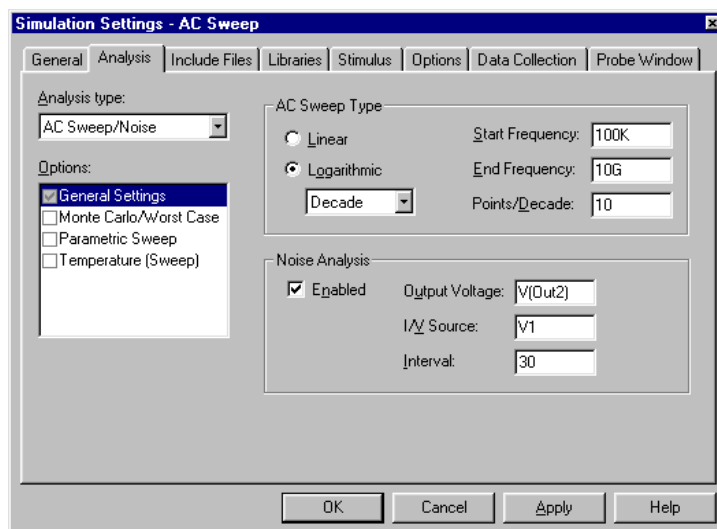 Simulation Settings - AC Sweep
General Analysis Include Files Libraries Stimulus Options Data Collection Probe Window
Analysis type:
AC Sweep/Noise
Options:
General Settings
Monte Carlo/Worst Case
Parametric Sweep
Temperature (Sweep)
AC Sweep Type
Linear
Logarithmic
Decade
Start Frequency: 100K
End Frequency: 10G
Points/Decade: 10
Noise Analysis
Enabled
Output Voltage: V(Out2)
I/V Source: V1
Interval: 30
OK Cancel Apply Help